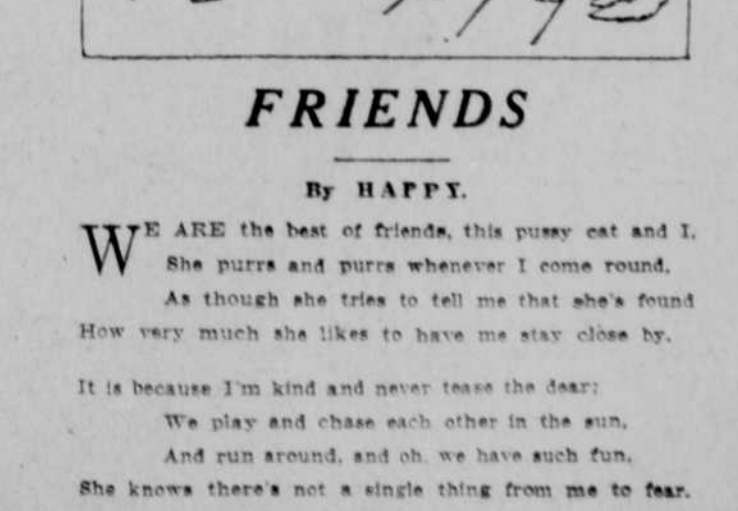 FRIENDS
By HAPPY.
WE ARE the best of friends, this pussy cat and I.
She purrs and purrs whenever I come round,
As though she tries to tell me that she's found
How very much she likes to have me stay close by.
It is because I'm kind and never tease the dear;
We play and chase each other in the sun,
And run around, and oh, we have such fun,
She knows there's not a single thing from me to fear.